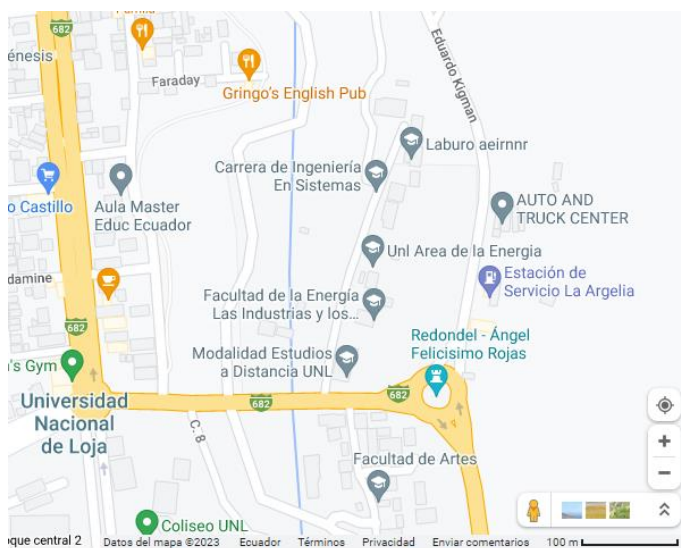 682
Familia
énesis
Faraday
Gringo's English Pub
Eduardo Kigman
Laburo aeirnnr
Carrera de Ingeniería
En Sistemas
o Castillo
Aula Master
Educ Ecuador
AUTO AND
TRUCK CENTER
Unl Area de la Energia
damine
Estación de
Servicio La Argelia
Facultad de la Energía
Las Industrias y los...
682
Redondel - Ángel
Felicisimo Rojas
Modalidad Estudios
a Distancia UNL
's Gym
682
682
Universidad
Nacional
de Loja
C. 8
Facultad de Artes
Coliseo UNL
oque central 2
Datos del mapa ©2023 Ecuador Términos Privacidad Enviar comentarios 100 m